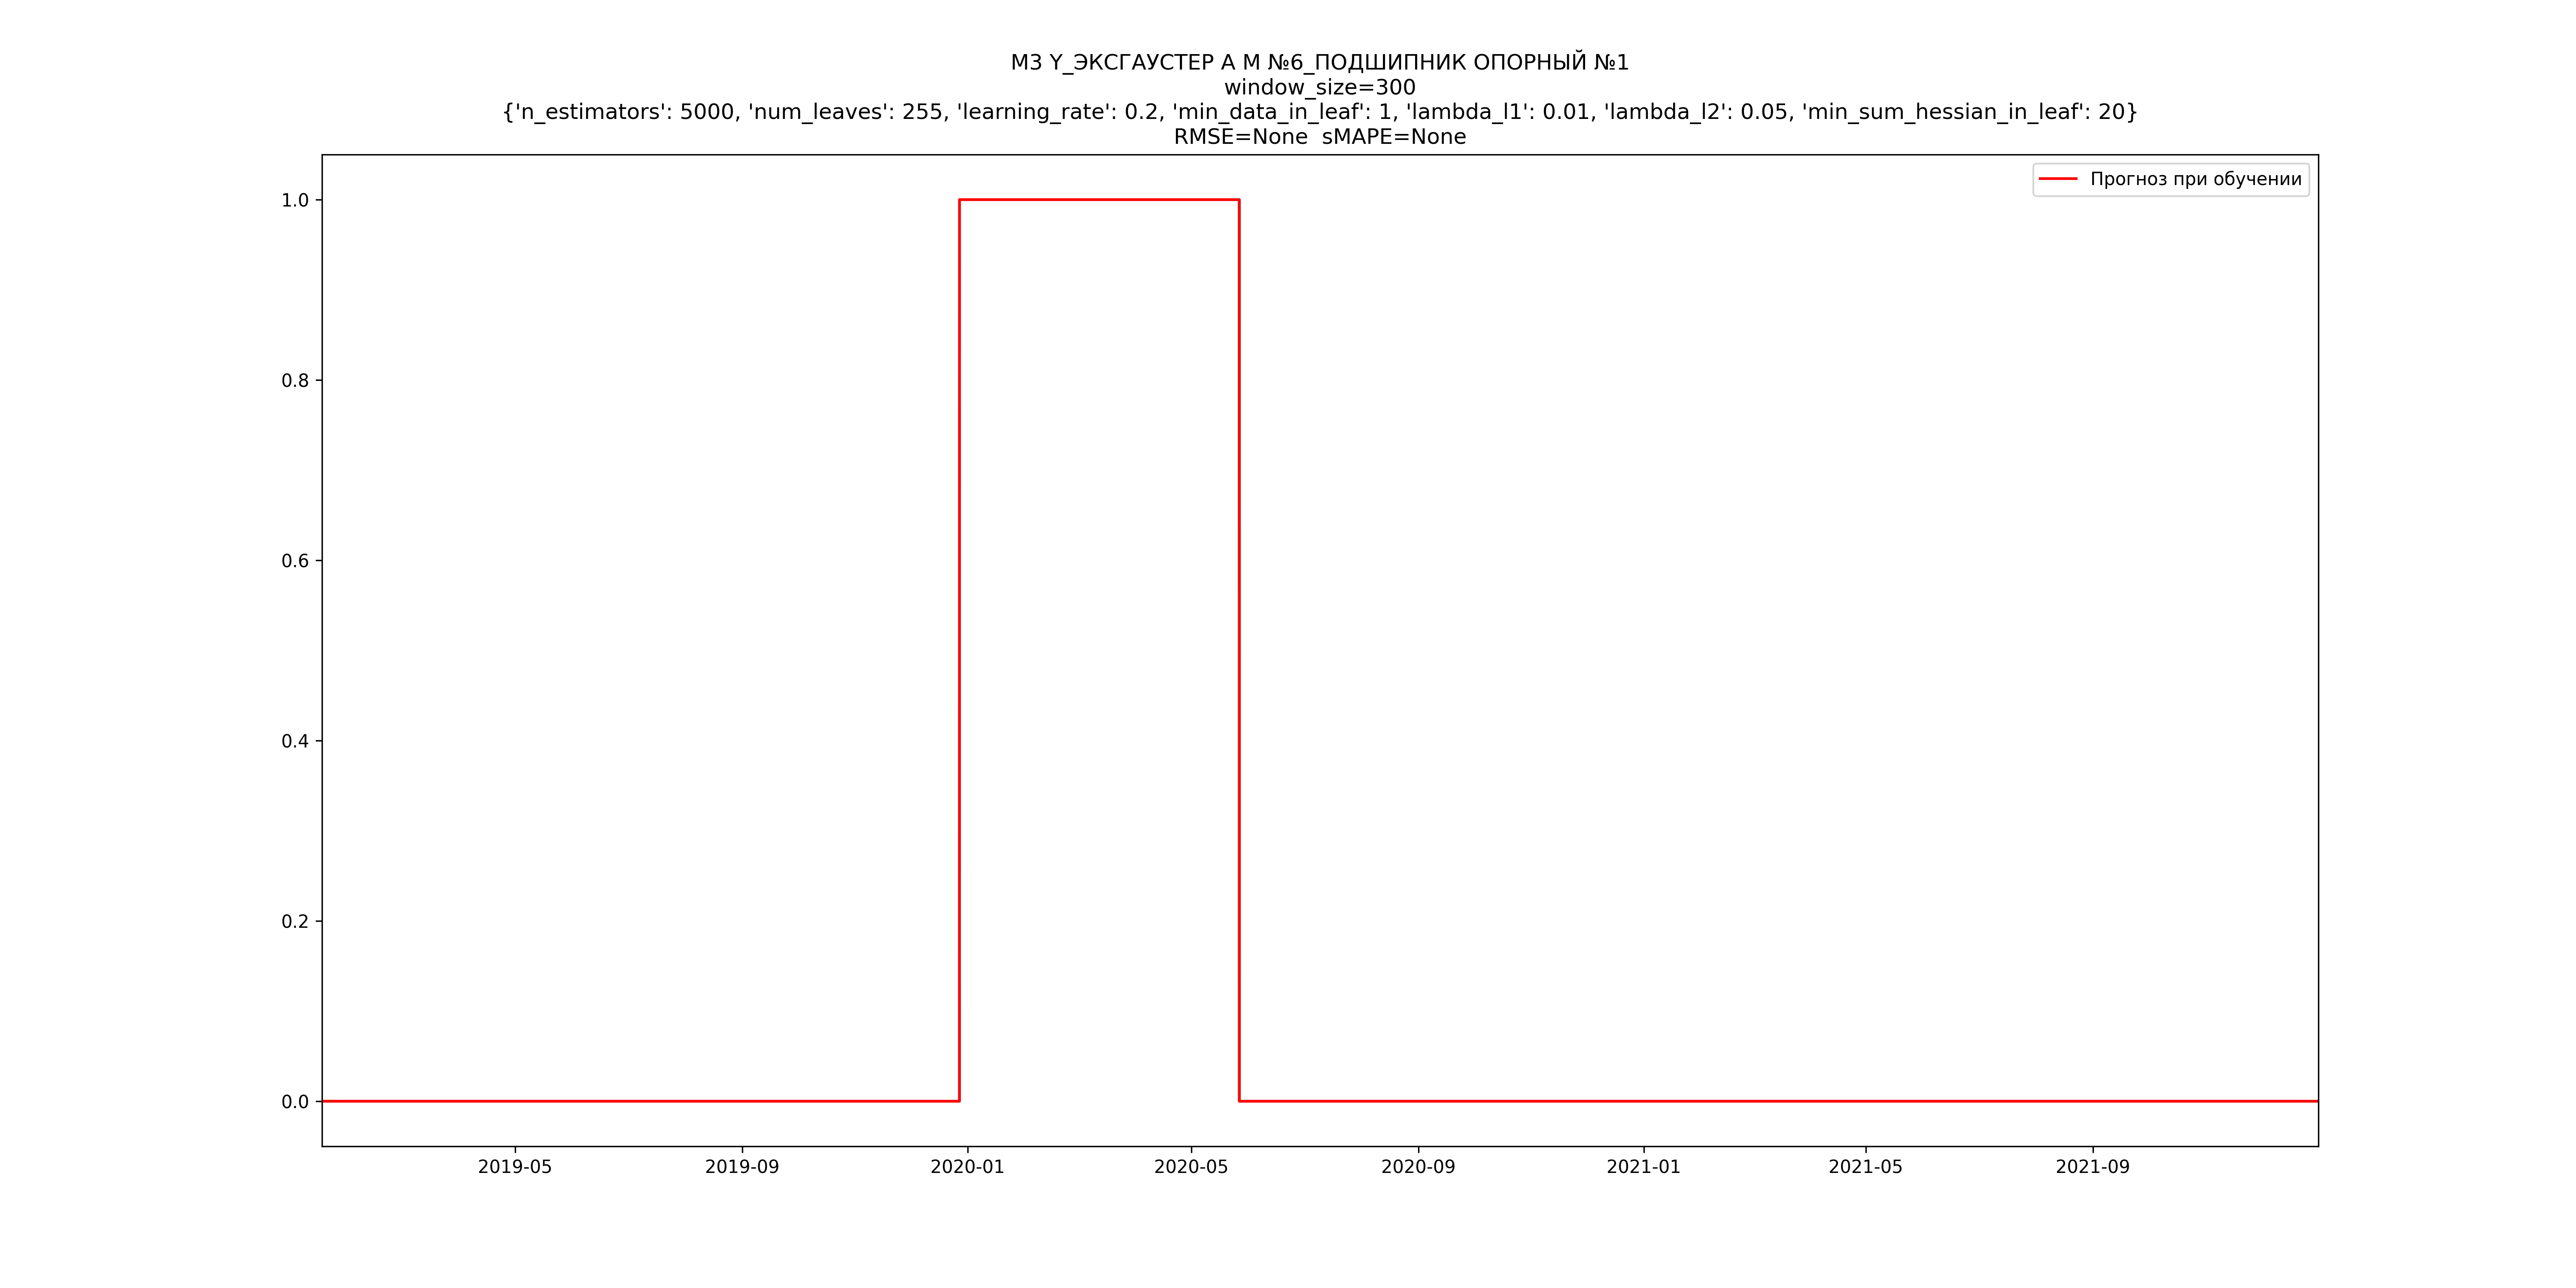 М3 Y_ЭКСГАУСТЕР А М №6_ПОДШИПНИК ОПОРНЫЙ №1
window_size=300
{'n_estimators': 5000, 'num_leaves': 255, 'learning_rate': 0.2, 'min_data_in_leaf': 1, 'lambda_l1': 0.01, 'lambda_l2': 0.05, 'min_sum_hessian_in_leaf': 20}
RMSE=None  sMAPE=None
Прогноз при обучении
1.0
0.8
0.6
0.4
0.2
0.0
2019-05
2019-09
2020-01
2020-05
2020-09
2021-01
2021-05
2021-09